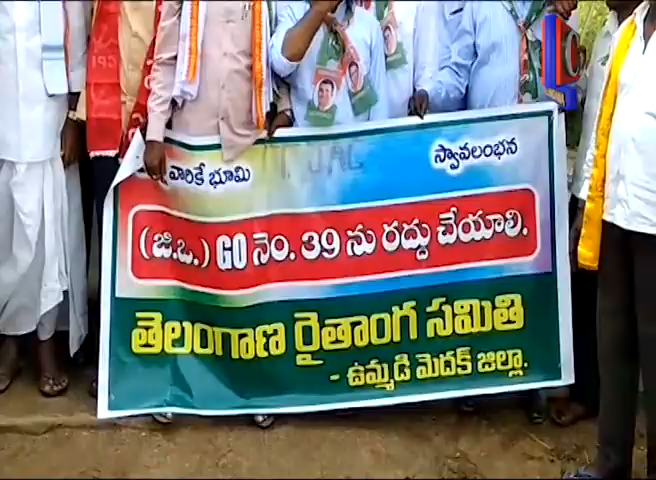 వారికే భూమి
స్వావలంభన
(జి.ఓ.) GO నెం. 39 ను రద్దు చేయాలి.
తెలంగాణ రైతాంగ సమితి
- ఉమ్మడి మెదక్ జిల్లా.